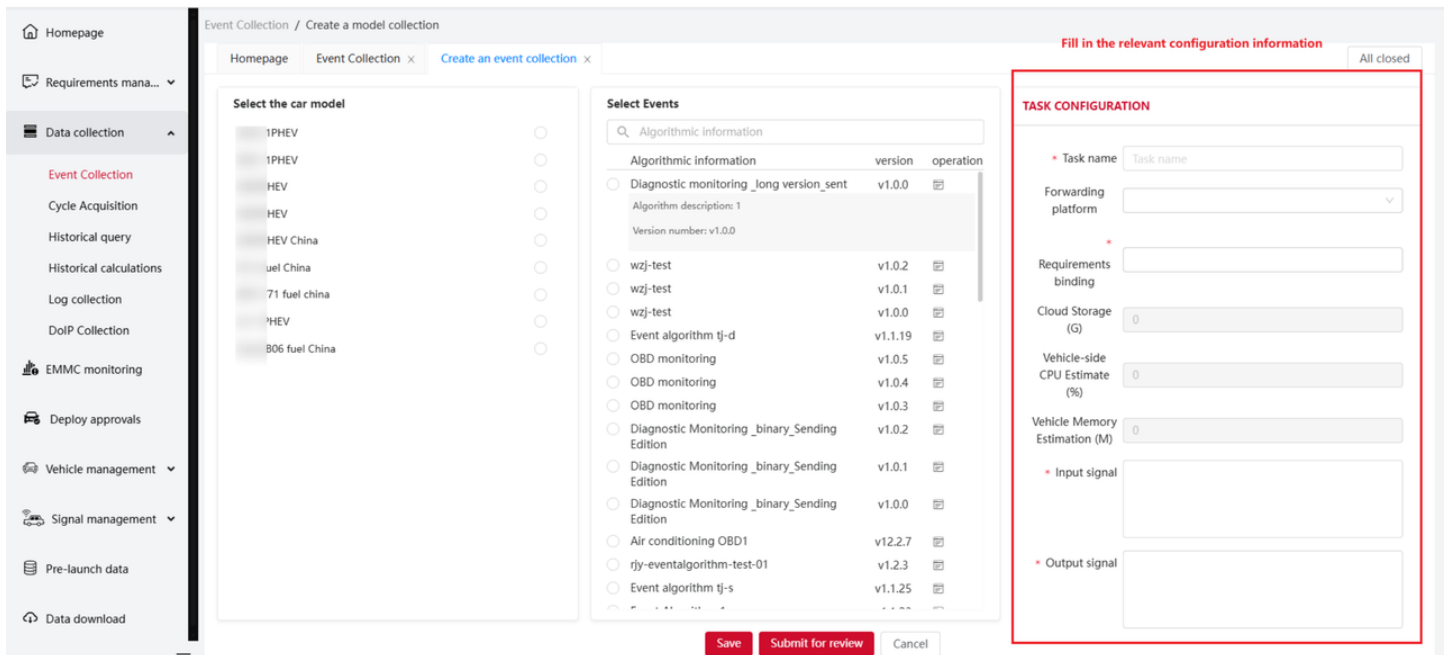 Homepage
Requirements mana...
Data collection
Event Collection
Cycle Acquisition
Historical query
Historical calculations
Log collection
DoIP Collection
EMMC monitoring
Deploy approvals
Vehicle management
Signal management
Pre-launch data
Data download
Event Collection / Create a model collection
Homepage Event Collection × Create an event collection ×
All closed
Select the car model
1PHEV
1PHEV
HEV
HEV
HEV China
uel China
71 fuel china
PHEV
B06 fuel China
Select Events
Algorithmic information
Algorithmic information version operation
Diagnostic monitoring _long version_sent v1.0.0
Algorithm description: 1
Version number: v1.0.0
wzj-test v1.0.2
wzj-test v1.0.1
wzj-test v1.0.0
Event algorithm tj-d v1.1.19
OBD monitoring v1.0.5
OBD monitoring v1.0.4
OBD monitoring v1.0.3
Diagnostic Monitoring _binary_Sending v1.0.2
Edition
Diagnostic Monitoring _binary_Sending v1.0.1
Edition
Diagnostic Monitoring _binary_Sending v1.0.0
Edition
Air conditioning OBD1 v12.2.7
rjy-eventalgorithm-test-01 v1.2.3
Event algorithm tj-s v1.1.25
Save Submit for review Cancel
Fill in the relevant configuration information
TASK CONFIGURATION
* Task name Task name
Forwarding
platform
*
Requirements
binding
Cloud Storage
(G) 0
Vehicle-side
CPU Estimate
(%) 0
Vehicle Memory
Estimation (M) 0
* Input signal
* Output signal